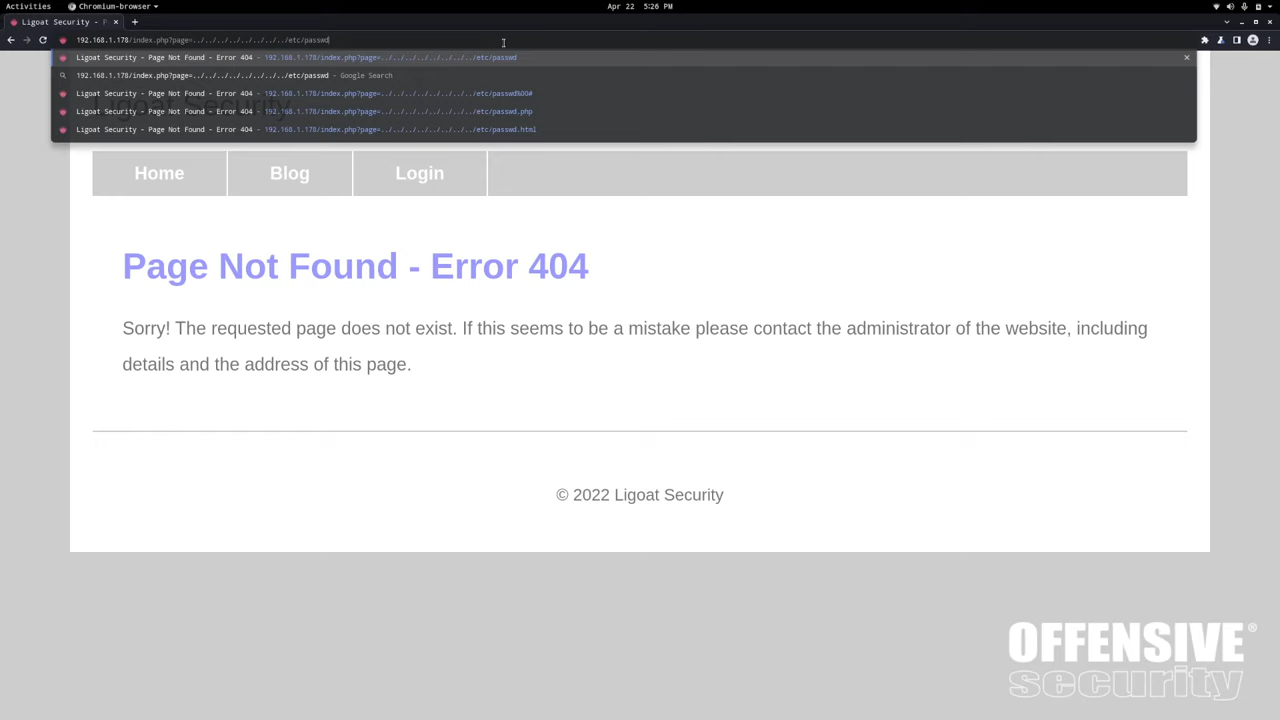 Activities
Chromium-browser
Apr 22 5:26 PM
Ligoat Security - P
192.168.1.178/index.php?page=../../../../../../../../etc/passwd
Ligoat Security - Page Not Found - Error 404 - 192.168.1.178/index.php?page=../../../../../../../../etc/passwd
192.168.1.178/index.php?page=../../../../../../../../etc/passwd - Google Search
Ligoat Security - Page Not Found - Error 404 - 192.168.1.178/index.php?page=../../../../../../../../etc/passwd%00#
Ligoat Security
Ligoat Security - Page Not Found - Error 404 - 192.168.1.178/index.php?page=../../../../../../../../etc/passwd.php
Ligoat Security - Page Not Found - Error 404 - 192.168.1.178/index.php?page=../../../../../../../../etc/passwd.html
Home Blog Login
Page Not Found - Error 404
Sorry! The requested page does not exist. If this seems to be a mistake please contact the administrator of the website, including
details and the address of this page.
© 2022 Ligoat Security
OFFENSIVE®
security